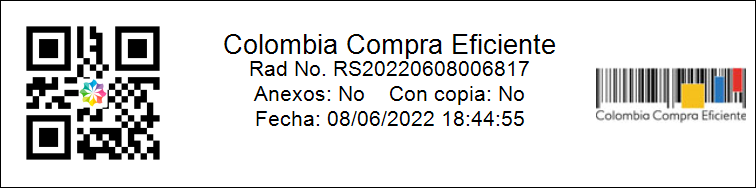 Colombia Compra Eficiente
Rad No. RS20220608006817
Anexos: No Con copia: No
Fecha: 08/06/2022 18:44:55
Colombia Compra Eficiente